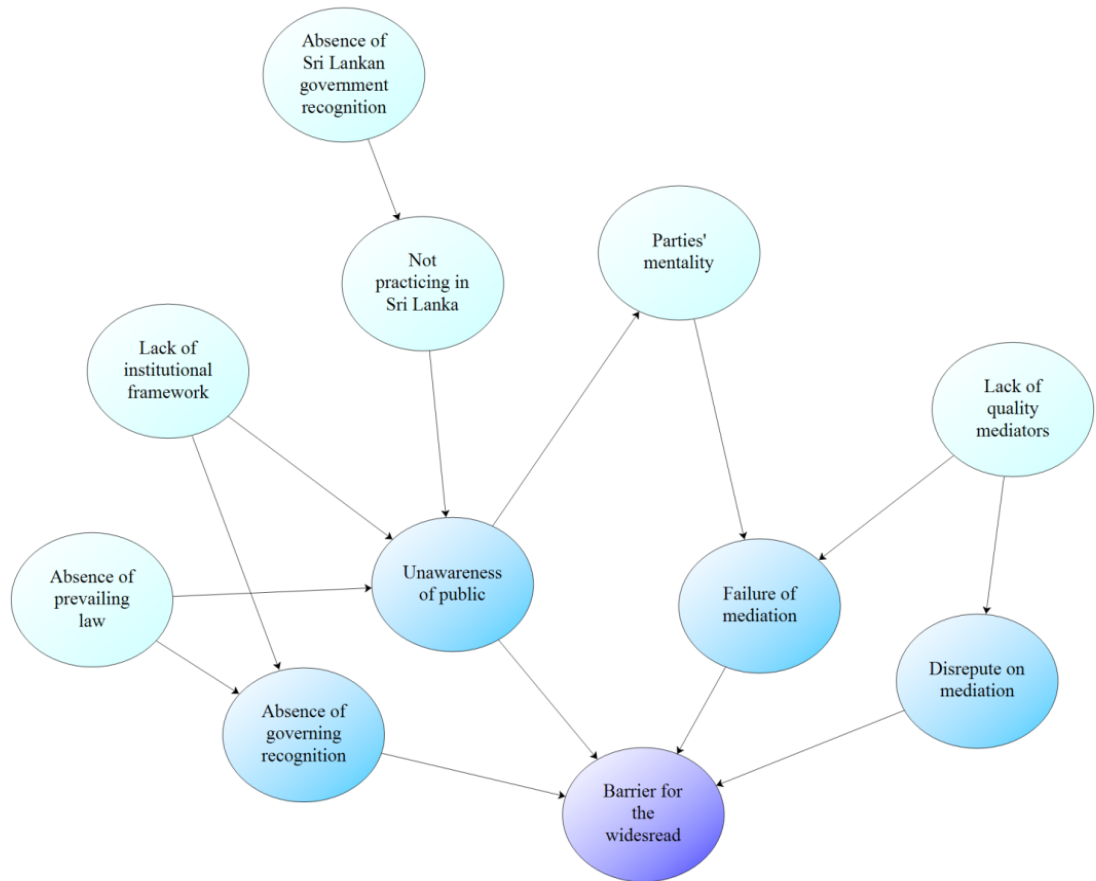 Absence of
Sri Lankan
government
recognition
Not
practicing in
Sri Lanka
Parties'
mentality
Lack of
institutional
framework
Lack of
quality
mediators
Absence of
prevailing
law
Unawareness
of public
Failure of
mediation
Disrepute on
mediation
Absence of
governing
recognition
Barrier for
the
widesread